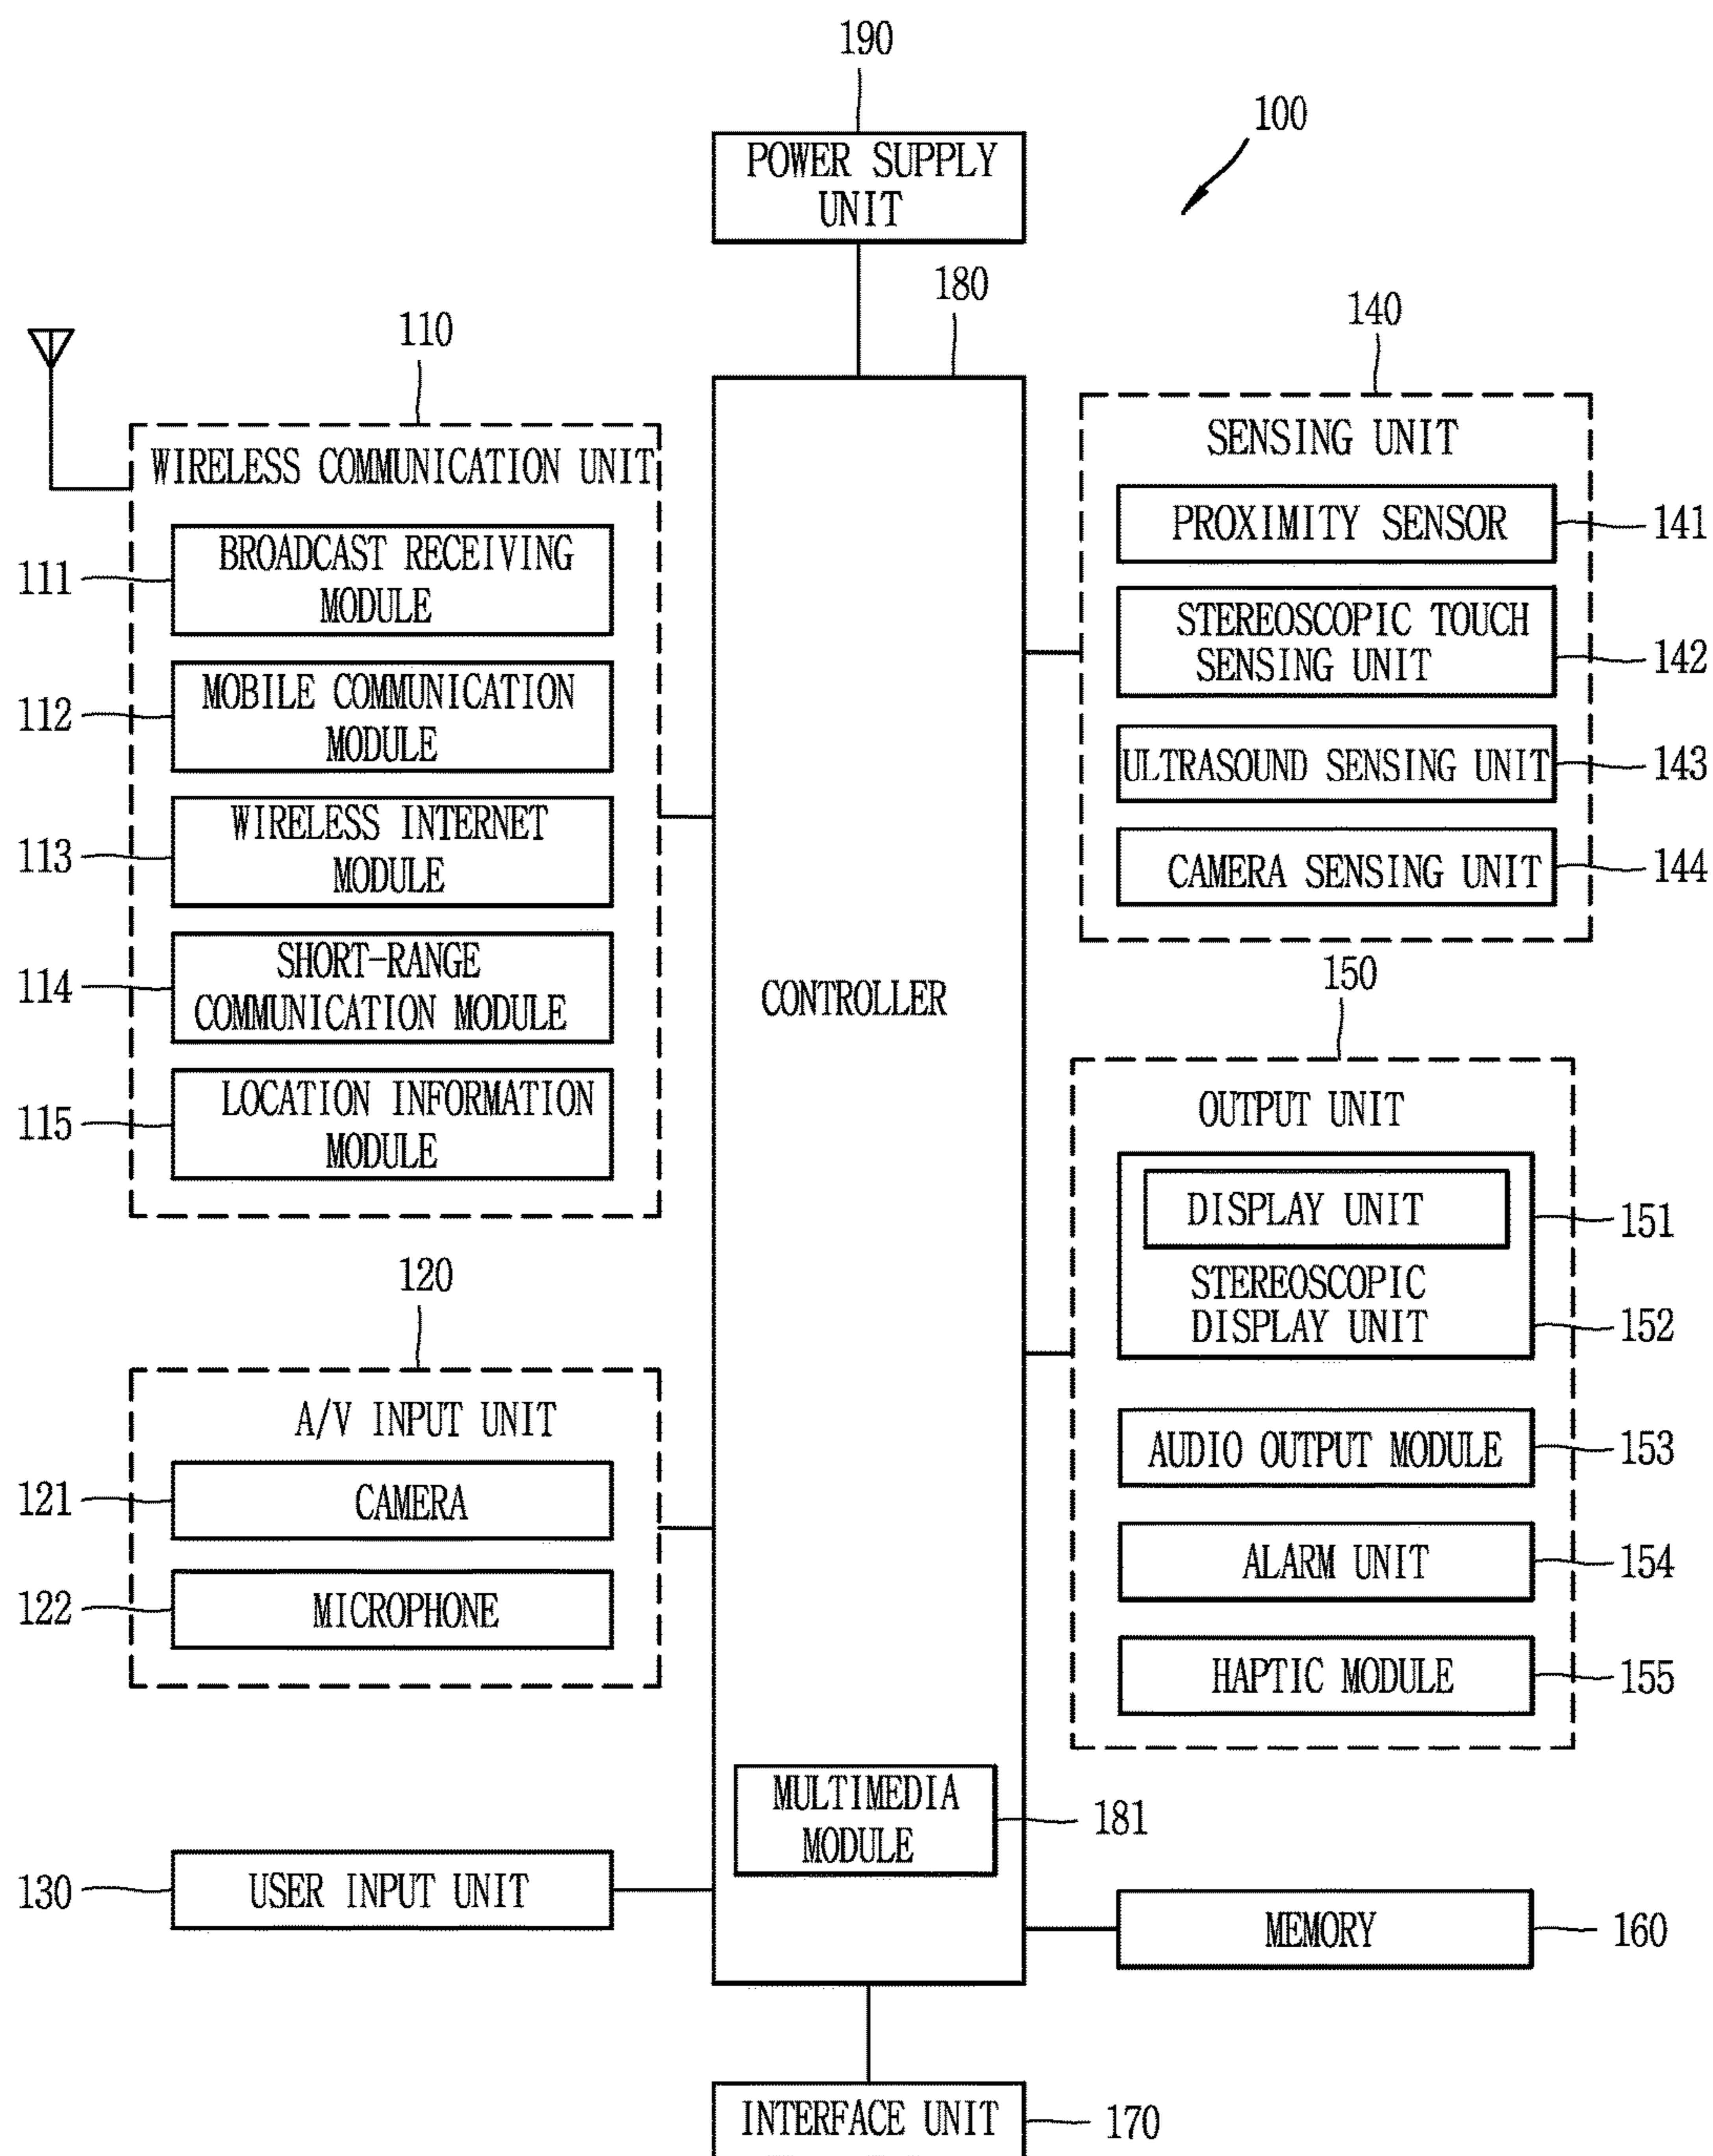 190
100
POWER SUPPLY
UNIT
180
110
WIRELESS COMMUNICATION UNIT
111
BROADCAST RECEIVING
MODULE
112
MOBILE COMMUNICATION
MODULE
113
WIRELESS INTERNET
MODULE
114
SHORT-RANGE
COMMUNICATION MODULE
115
LOCATION INFORMATION
MODULE
120
A/V INPUT UNIT
121
CAMERA
122
MICROPHONE
130
USER INPUT UNIT
CONTROLLER
MULTIMEDIA
MODULE
181
140
SENSING UNIT
PROXIMITY SENSOR
141
STEREOSCOPIC TOUCH
SENSING UNIT
142
ULTRASOUND SENSING UNIT
143
CAMERA SENSING UNIT
144
150
OUTPUT UNIT
DISPLAY UNIT
151
STEREOSCOPIC
DISPLAY UNIT
152
AUDIO OUTPUT MODULE
153
ALARM UNIT
154
HAPTIC MODULE
155
MEMORY
160
INTERFACE UNIT
170